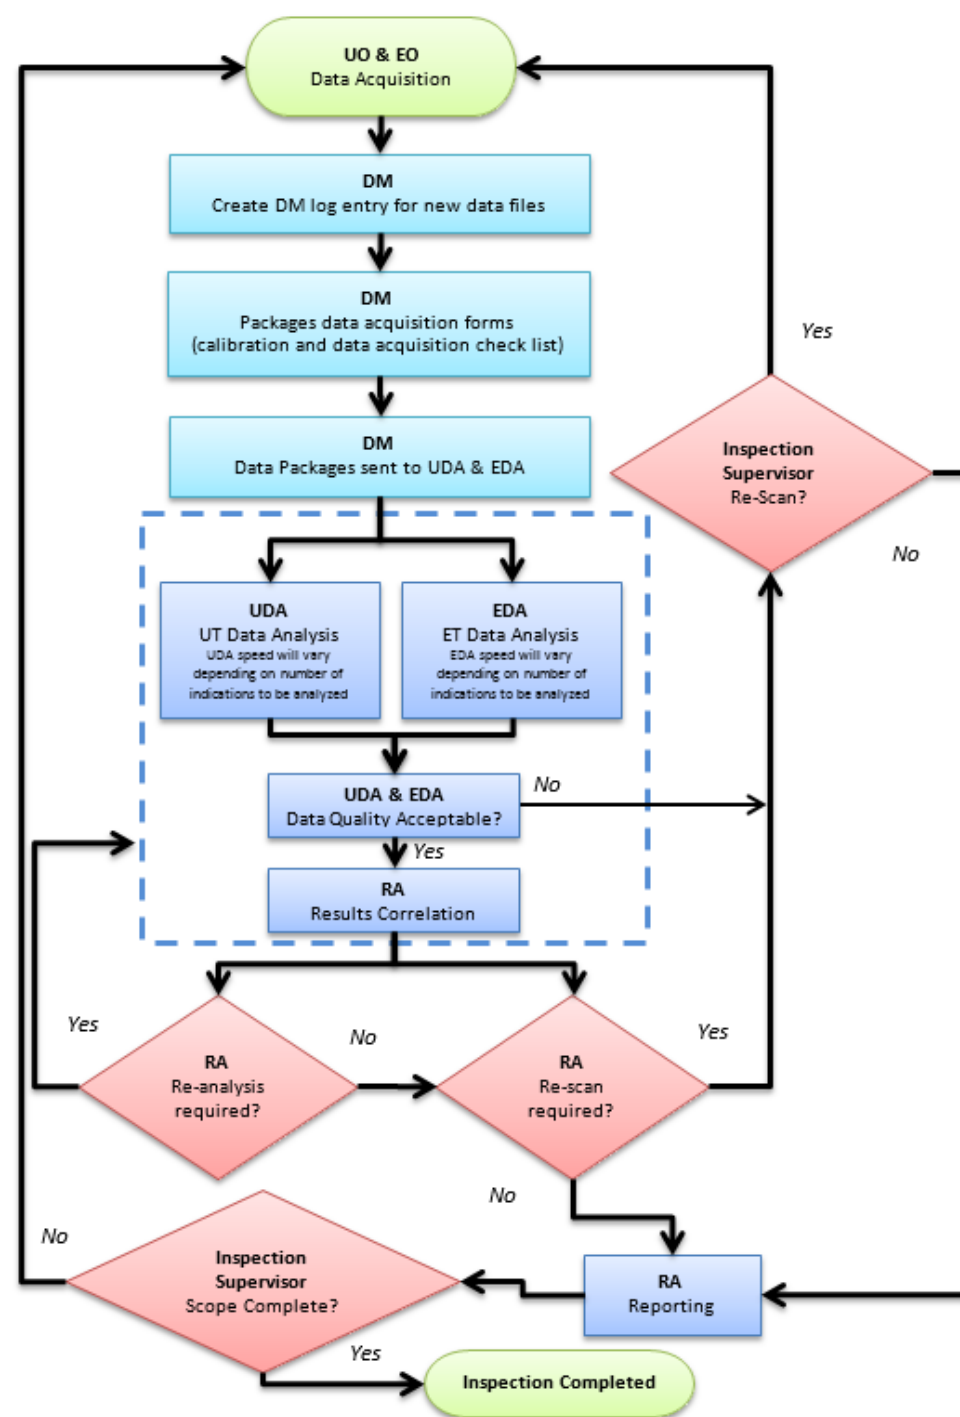 UO & EO
Data Acquisition
DM
Create DM log entry for new data files
DM
Packages data acquisition forms
(calibration and data acquisition check list)
Yes
DM
Data Packages sent to UDA & EDA
Inspection
Supervisor
Re-Scan?
No
UDA
UT Data Analysis
UDA speed will vary
depending on number of
indications to be analyzed
EDA
ET Data Analysis
EDA speed will vary
depending on number of
indications to be analyzed
UDA & EDA
Data Quality Acceptable?
No
Yes
RA
Results Correlation
Yes
RA
Re-analysis
required?
No
RA
Re-scan
required?
Yes
No
No
Inspection
Supervisor
Scope Complete?
RA
Reporting
Yes
Inspection Completed